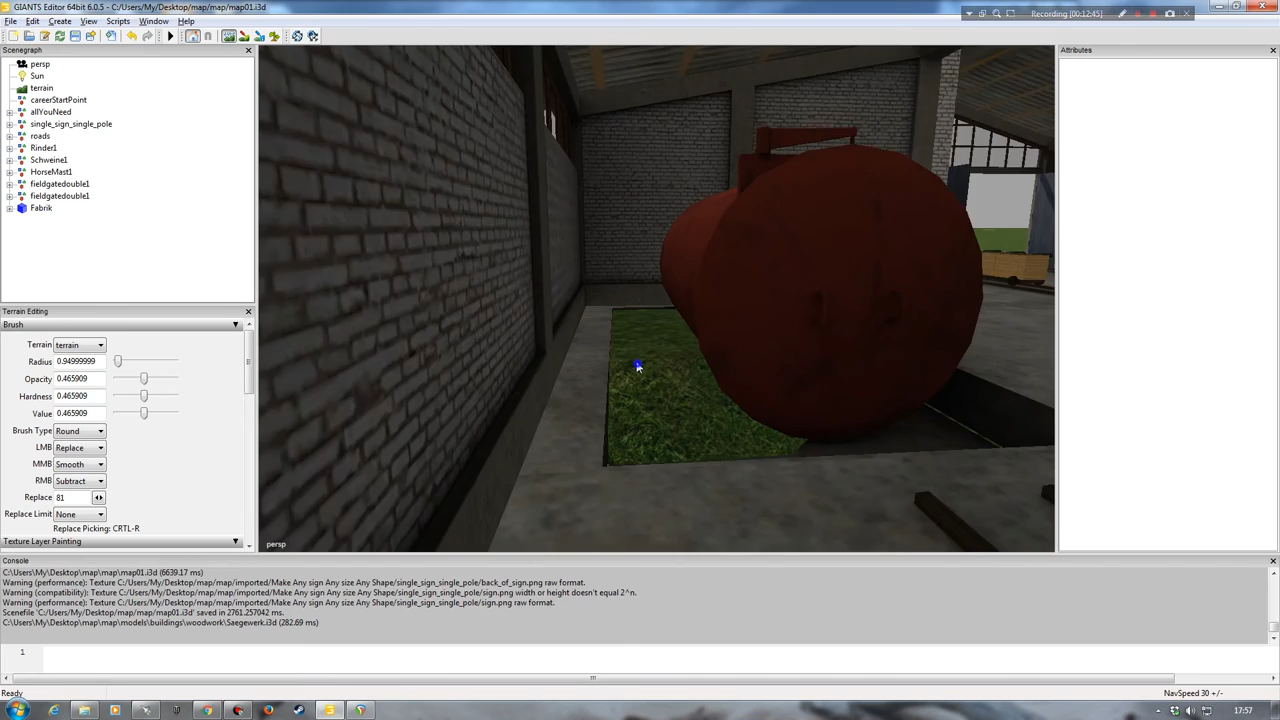 GIANTS Editor 64bit 6.0.5 - C:/Users/My/Desktop/map/map/map01.i3d
Recording [00:12:45]
File Edit Create View Scripts Window Help
Scenegraph
persp
Sun
terrain
careerStartPoint
allYouNeed
single_sign_single_pole
roads
Rinder1
Schweine1
HorseMast1
fieldgatedouble1
fieldgatedouble1
Fabrik
Terrain Editing
Brush
Terrain terrain
Radius 0.94999999
Opacity 0.465909
Hardness 0.465909
Value 0.465909
Brush Type Round
LMB Replace
MMB Smooth
RMB Subtract
Replace 81
Replace Limit None
Replace Picking: CRTL-R
Texture Layer Painting
persp
Attributes
Console
C:\Users\My\Desktop\map\map\map01.i3d (6639.17 ms)
Warning (performance): Texture C:/Users/My/Desktop/map/map/imported/Make Any sign Any size Any Shape/single_sign_single_pole/back_of_sign.png raw format.
Warning (compatibility): Texture C:/Users/My/Desktop/map/map/imported/Make Any sign Any size Any Shape/single_sign_single_pole/sign.png width or height doesn't equal 2^n.
Warning (performance): Texture C:/Users/My/Desktop/map/map/imported/Make Any sign Any size Any Shape/single_sign_single_pole/sign.png raw format.
Scenefile 'C:/Users/My/Desktop/map/map/map01.i3d' saved in 2761.257042 ms.
C:\Users\My\Desktop\map\map\models\buildings\woodwork\Saegewerk.i3d (282.69 ms)
1
Ready
NavSpeed 30 +/-
17:57